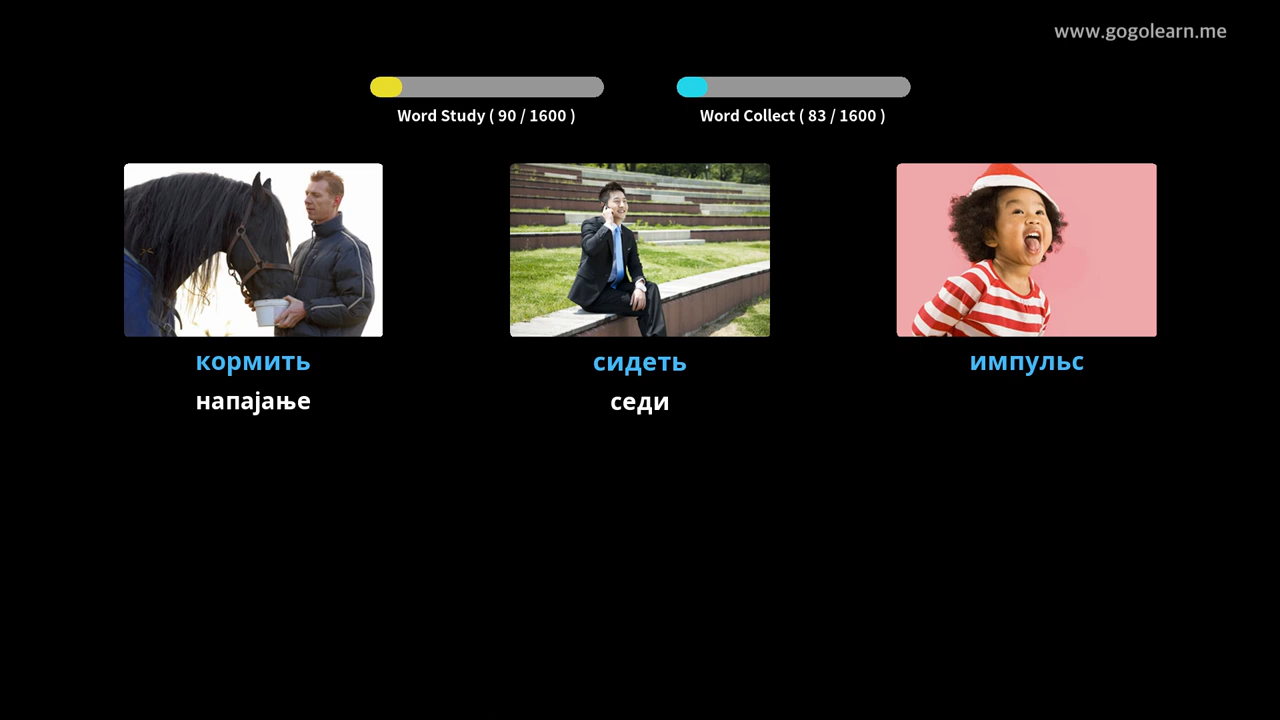 www.gogolearn.me
Word Study ( 90 / 1600 )
Word Collect ( 83 / 1600 )
кормить
сидеть
импульс
напајање
седи